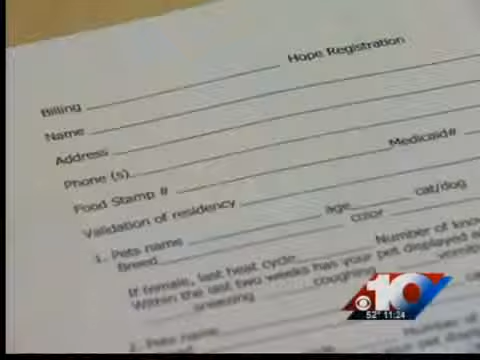 Hope Registration
Billing
Name
Address
Phone (s)
Food Stamp # Medicaid#
Validation of residency
1. Pets name age cat/dog
Breed color
If female, last heat cycle Number of
Within the last two weeks has your pet displayed
sneezing coughing
2. Pets name
10
52° 11:24